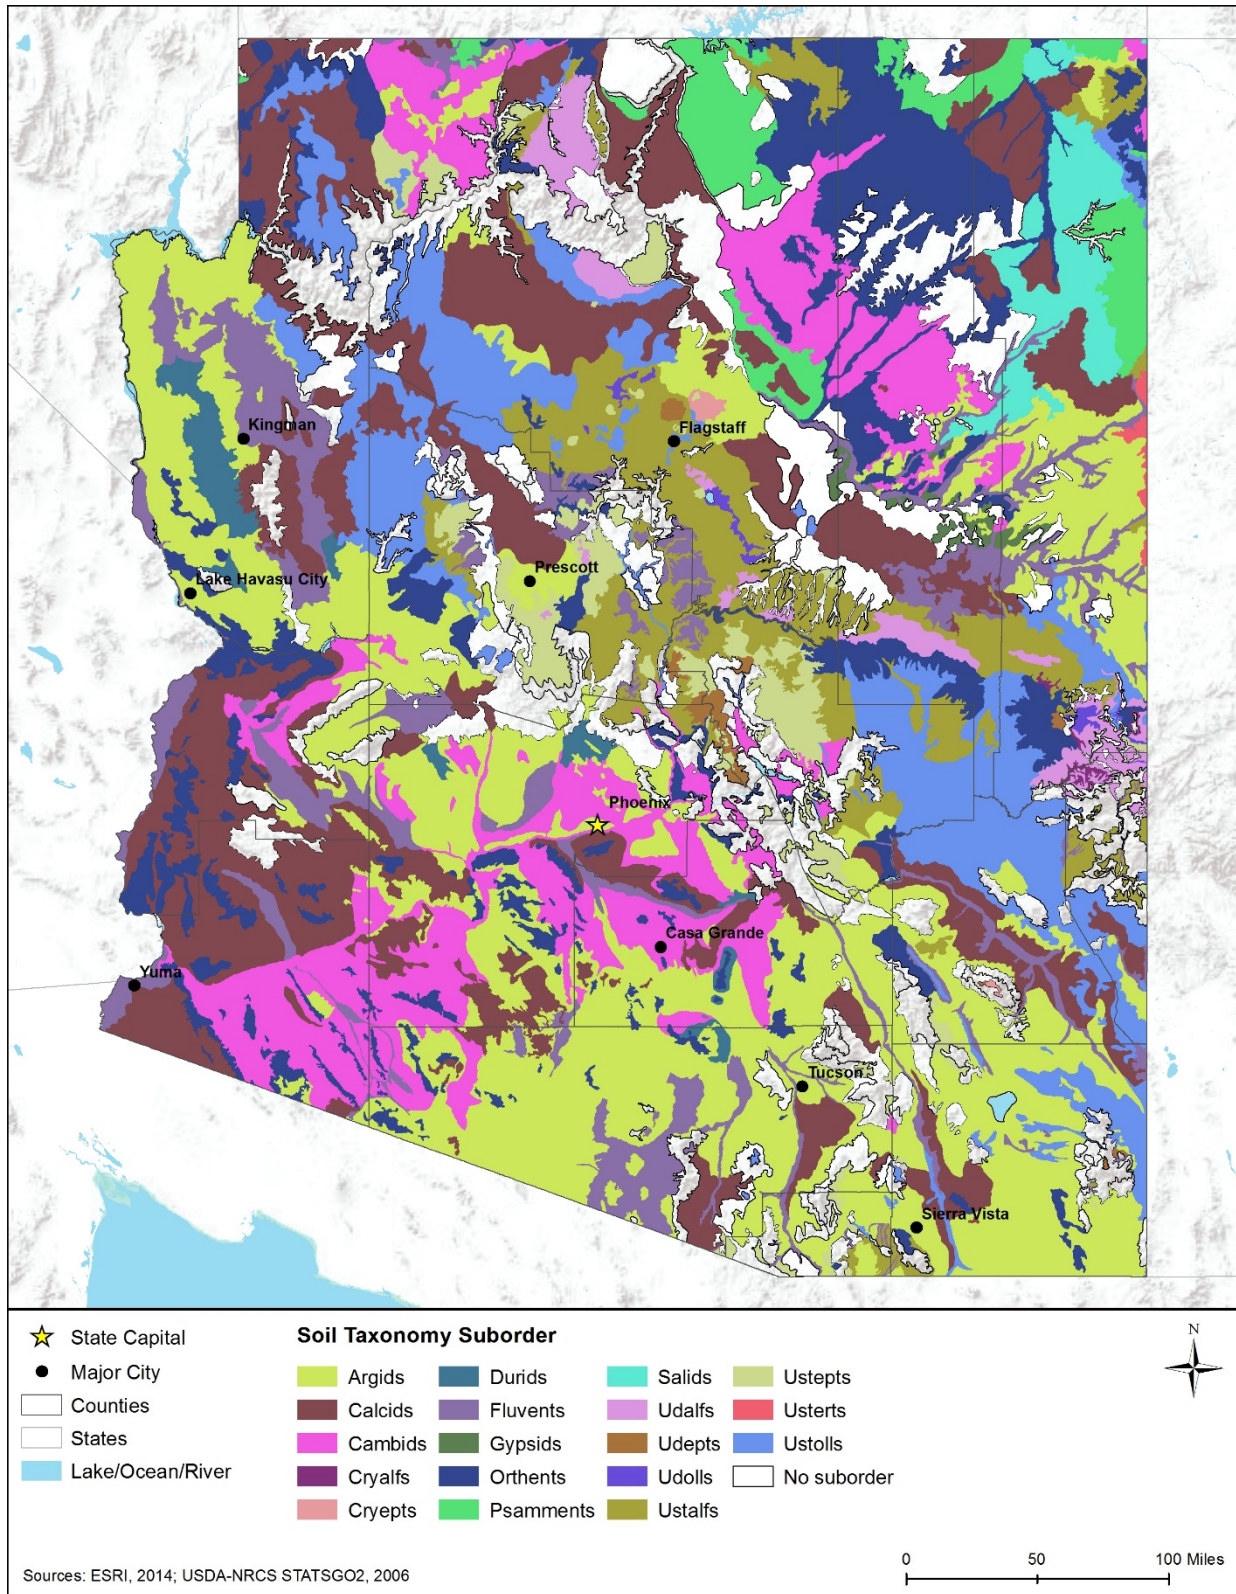 Kingman
Flagstaff
Prescott
Lake Havasu City
Phoenix
Casa Grande
Yuma
Tucson
Sierra Vista
State Capital
Major City
Counties
States
Lake/Ocean/River
Soil Taxonomy Suborder
Argids
Calcids
Cambids
Cryalfs
Cryepts
Durids
Fluvents
Gypsids
Orthents
Psamments
Salids
Udalfs
Udepts
Udolls
Ustalfs
Ustepts
Usterts
Ustolls
No suborder
N
0 50 100 Miles
Sources: ESRI, 2014; USDA-NRCS STATSGO2, 2006